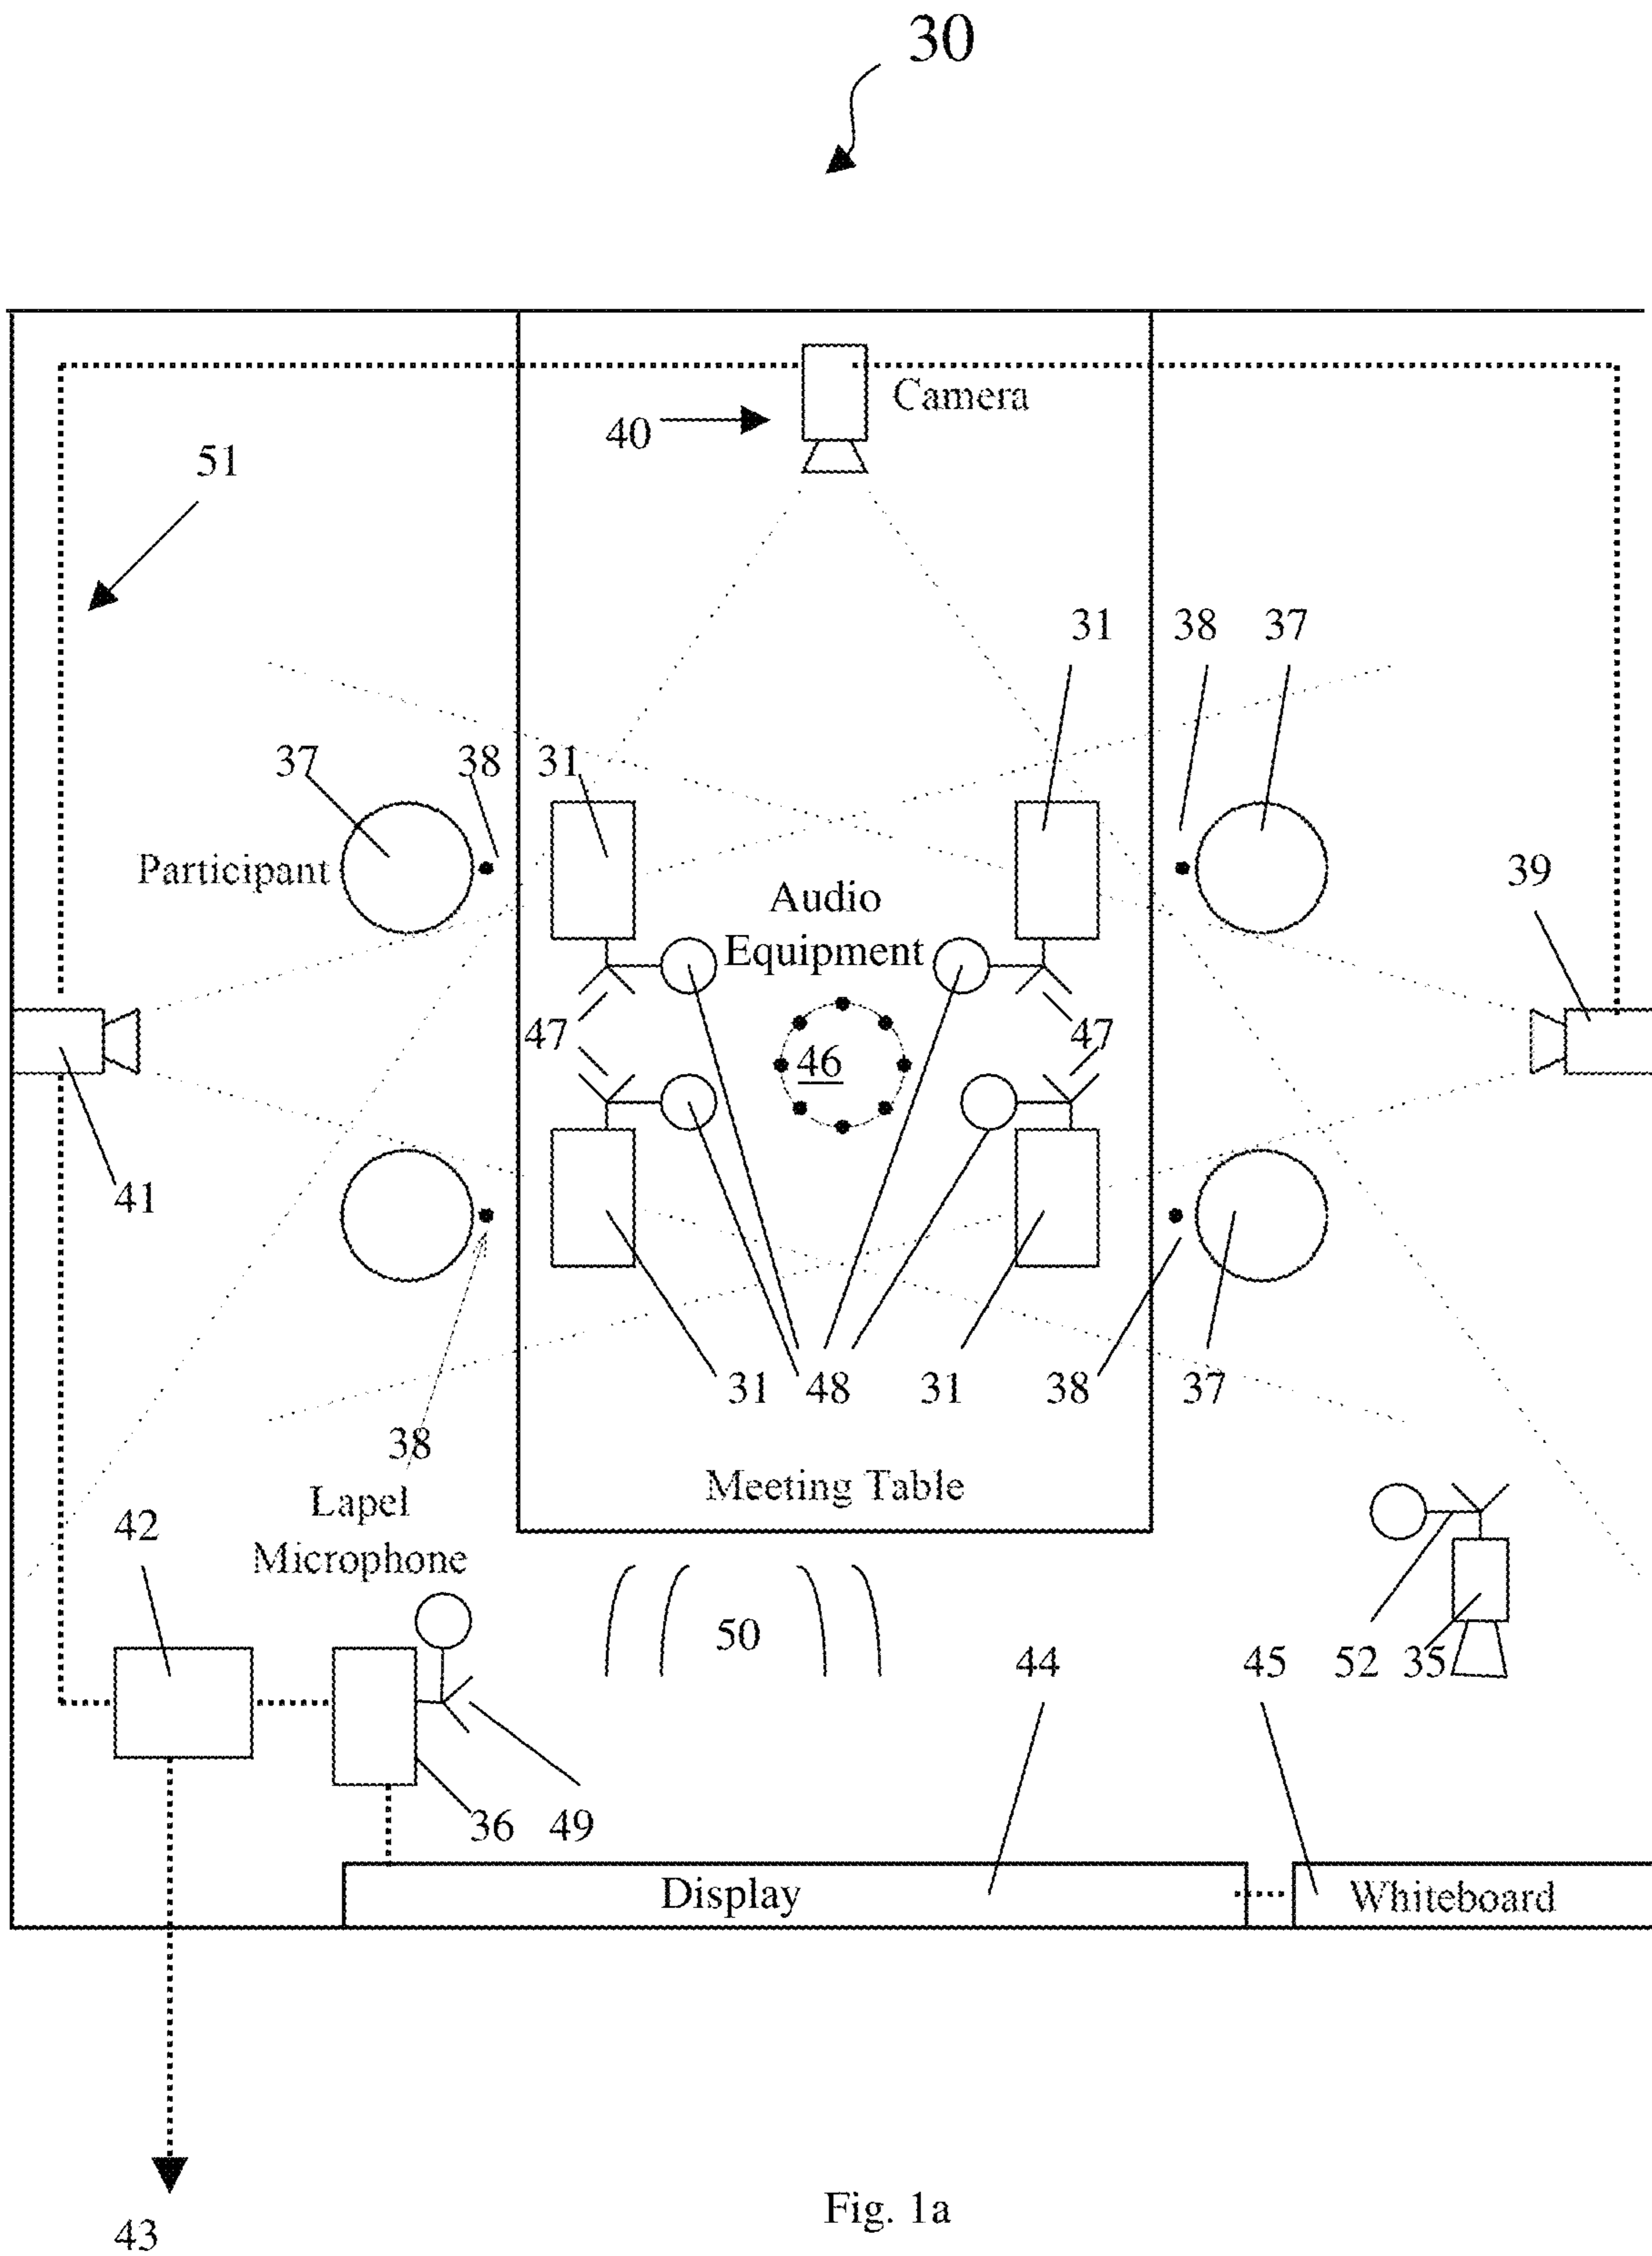 30
Camera
40
51
31 38 37
37 38 31
Participant
39
Audio
Equipment
47 46 47
41
31 48 31 38 37
38
Meeting Table
Lapel
Microphone
42
50 44 45 52 35
36 49
Display Whiteboard
43
Fig. 1a